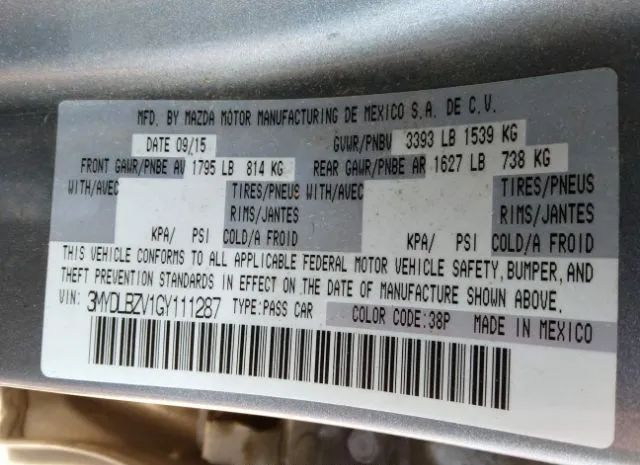 MFD. BY MAZDA MOTOR MANUFACTURING DE MEXICO S.A. DE C.V.
DATE 09/15 GVWR/PNBV 3393 LB 1539 KG
FRONT GAWR/PNBE AV 1795 LB 814 KG REAR GAWR/PNBE AR 1627 LB 738 KG
WITH/AVEC TIRES/PNEUS WITH/AVEC TIRES/PNEUS
RIMS/JANTES RIMS/JANTES
KPA/ PSI COLD/A FROID KPA/ PSI COLD/A FROID
THIS VEHICLE CONFORMS TO ALL APPLICABLE FEDERAL MOTOR VEHICLE SAFETY, BUMPER, AND
THEFT PREVENTION STANDARDS IN EFFECT ON THE DATE OF MANUFACTURE SHOWN ABOVE.
VIN: 3MYDLBZV1GY111287 TYPE:PASS CAR COLOR CODE:38P MADE IN MEXICO